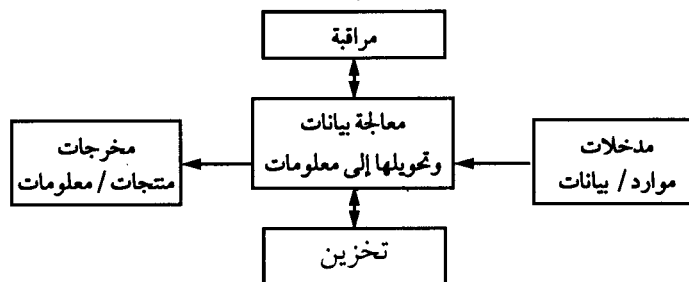 مراقبة
مدخلات
موارد / بيانات
معالجة بيانات
وتحويلها إلى معلومات
مخرجات
منتجات / معلومات
تخزين